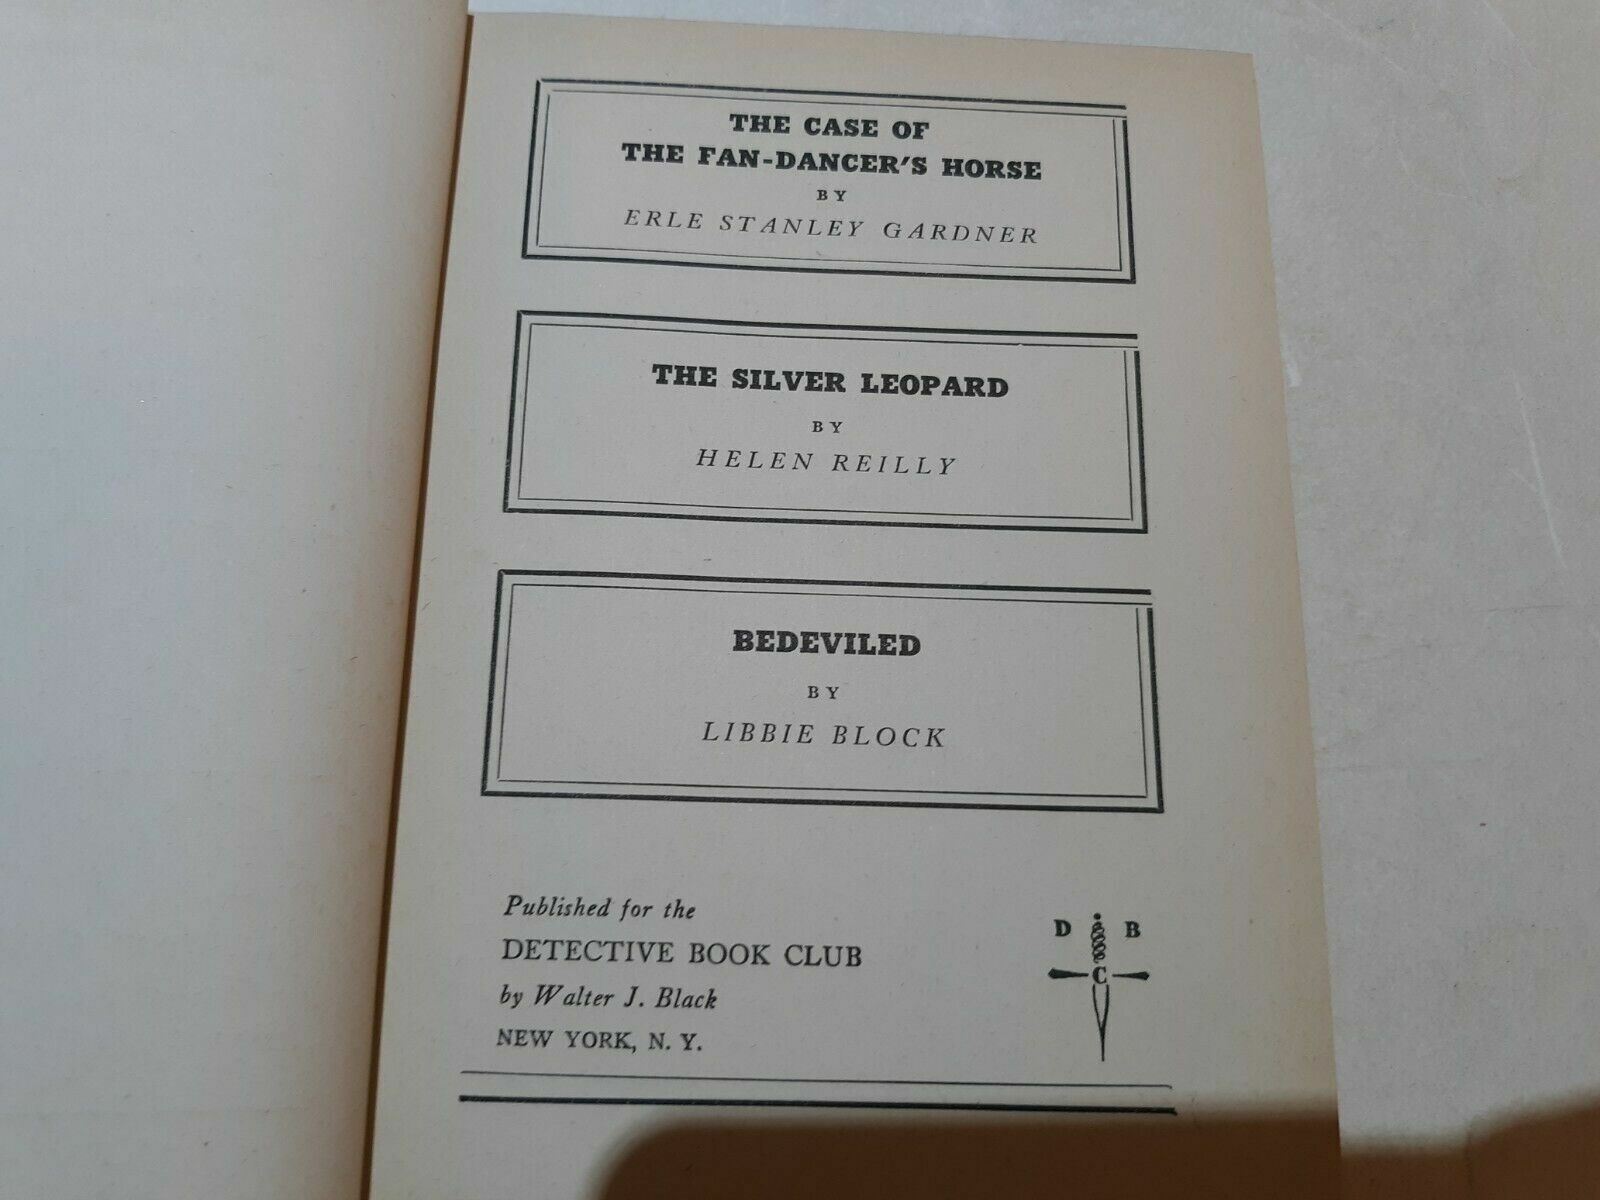 THE CASE OF
THE FAN-DANCER'S HORSE
BY
ERLE STANLEY GARDNER
THE SILVER LEOPARD
BY
HELEN REILLY
BEDEVILED
BY
LIBBIE BLOCK
Published for the
DETECTIVE BOOK CLUB
by Walter J. Black
NEW YORK, N. Y.
D B
C